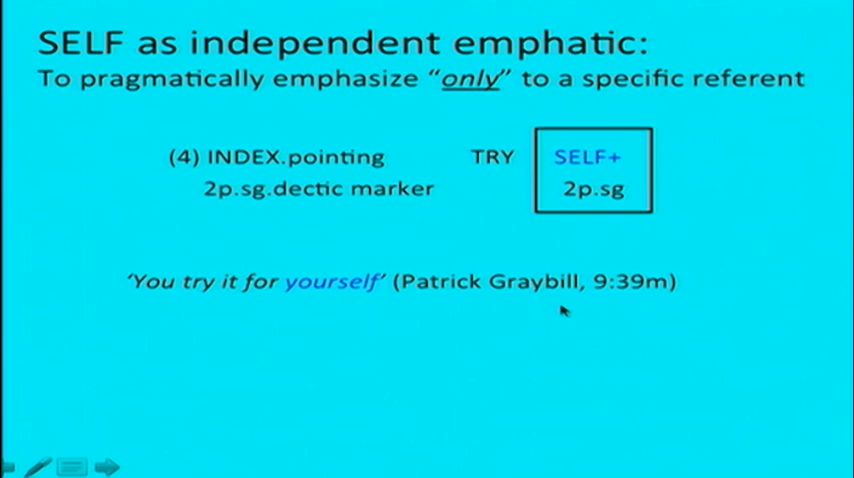 SELF as independent emphatic:
To pragmatically emphasize “only” to a specific referent
(4) INDEX.pointing TRY SELF+
2p.sg.dectic marker 2p.sg
‘You try it for yourself’ (Patrick Graybill, 9:39m)